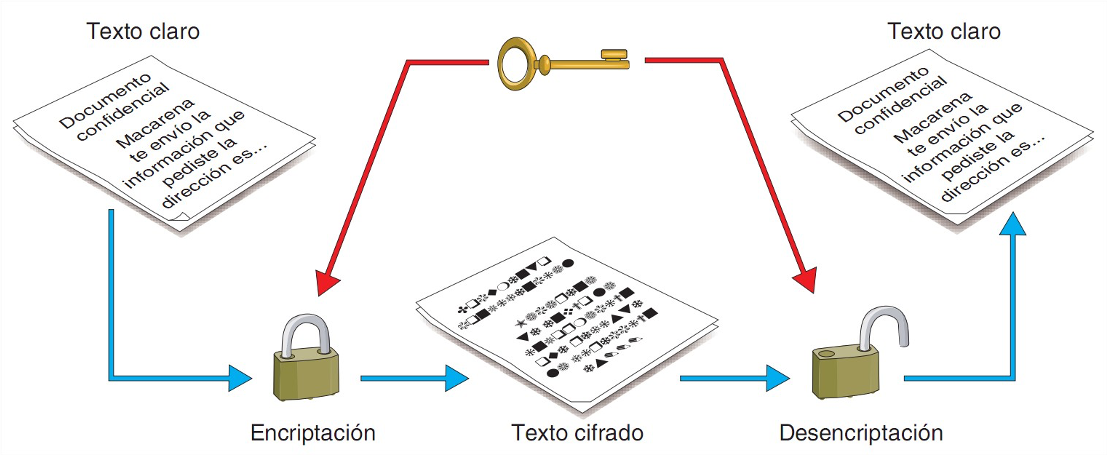 Texto claro
Documento
confidencial
Macarena
te envío la
información que
pediste la
dirección es...
Texto claro
Documento
confidencial
Macarena
te envío la
información que
pediste la
dirección es...
Encriptación
Texto cifrado
Desencriptación